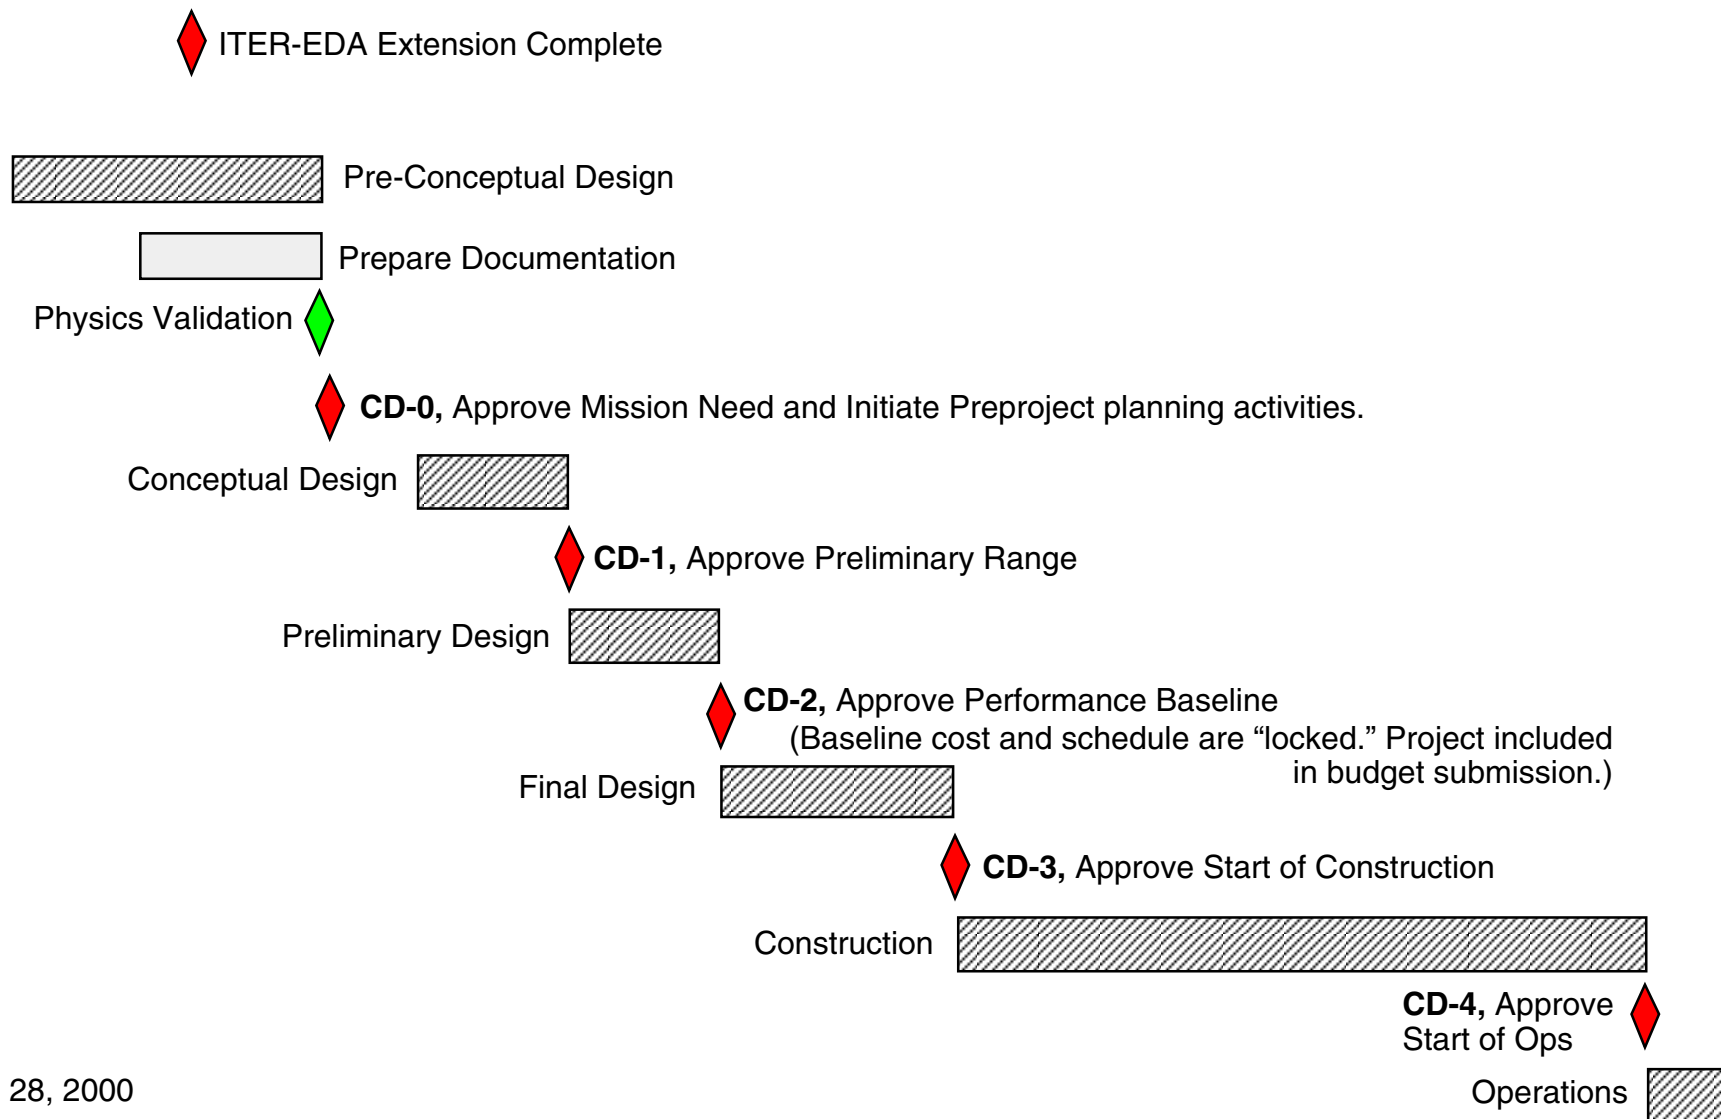 ITER-EDA Extension Complete
Pre-Conceptual Design
Prepare Documentation
Physics Validation
CD-0, Approve Mission Need and Initiate Preproject planning activities.
Conceptual Design
CD-1, Approve Preliminary Range
Preliminary Design
CD-2, Approve Performance Baseline
(Baseline cost and schedule are “locked.” Project included
in budget submission.)
Final Design
CD-3, Approve Start of Construction
Construction
CD-4, Approve
Start of Ops
28, 2000
Operations